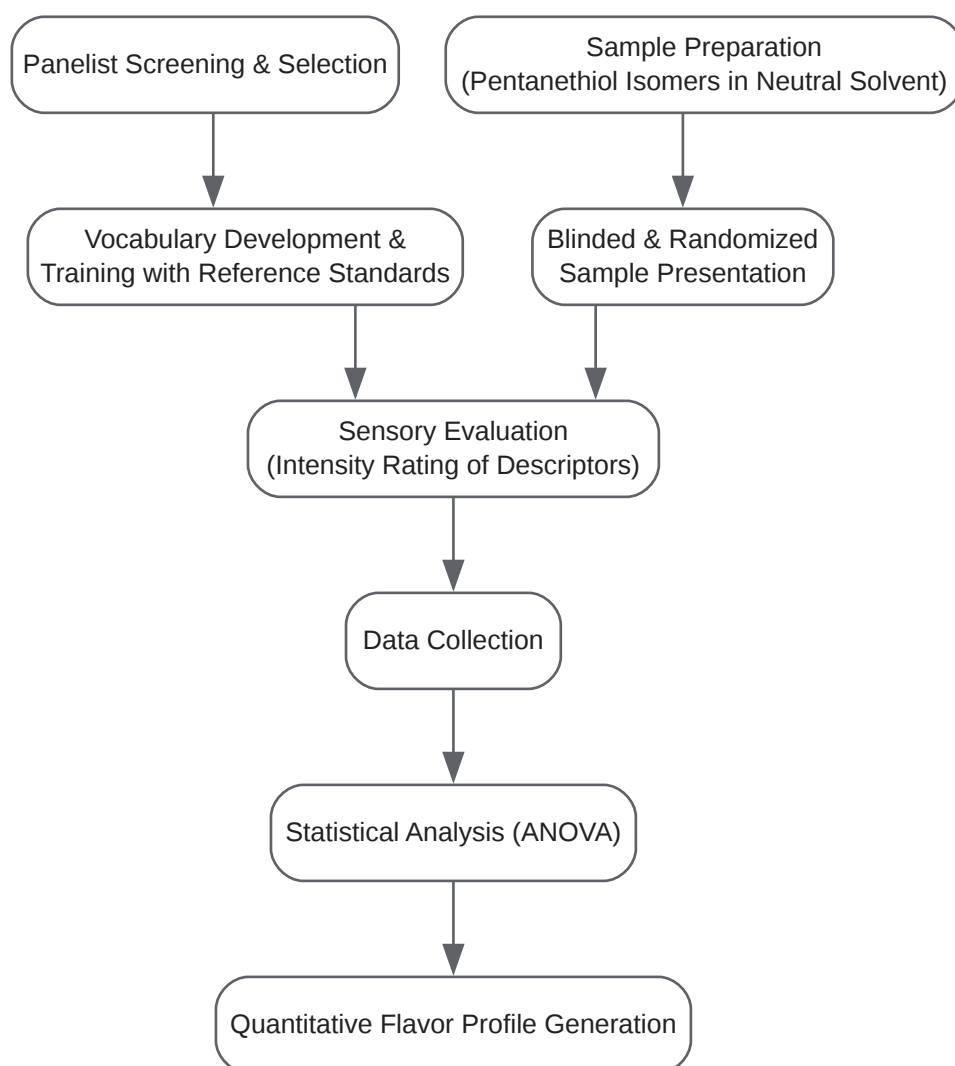 Panelist Screening & Selection
Sample Preparation
(Pentanethiol Isomers in Neutral Solvent)
Vocabulary Development &
Training with Reference Standards
Blinded & Randomized
Sample Presentation
Sensory Evaluation
(Intensity Rating of Descriptors)
Data Collection
Statistical Analysis (ANOVA)
Quantitative Flavor Profile Generation